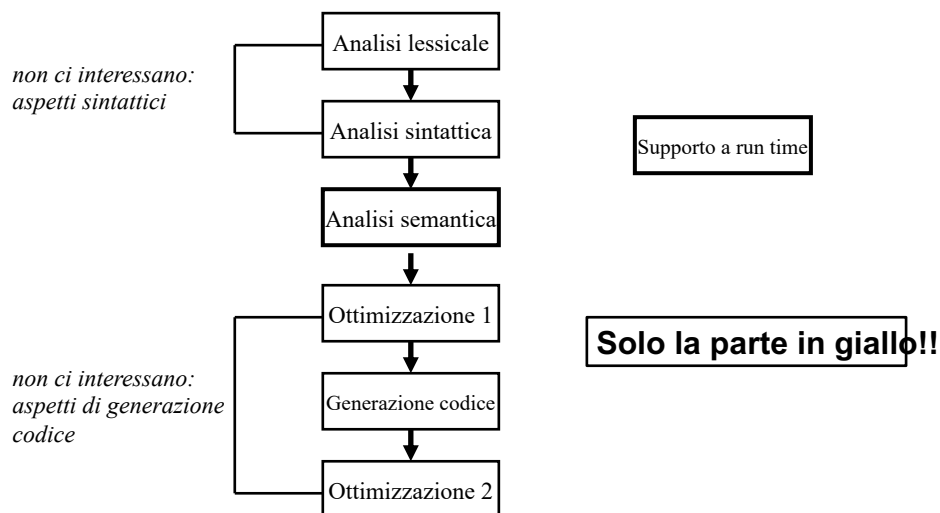 Analisi lessicale
non ci interessano:
aspetti sintattici
Analisi sintattica
Supporto a run time
Analisi semantica
Ottimizzazione 1
Solo la parte in giallo!!
non ci interessano:
aspetti di generazione
codice
Generazione codice
Ottimizzazione 2